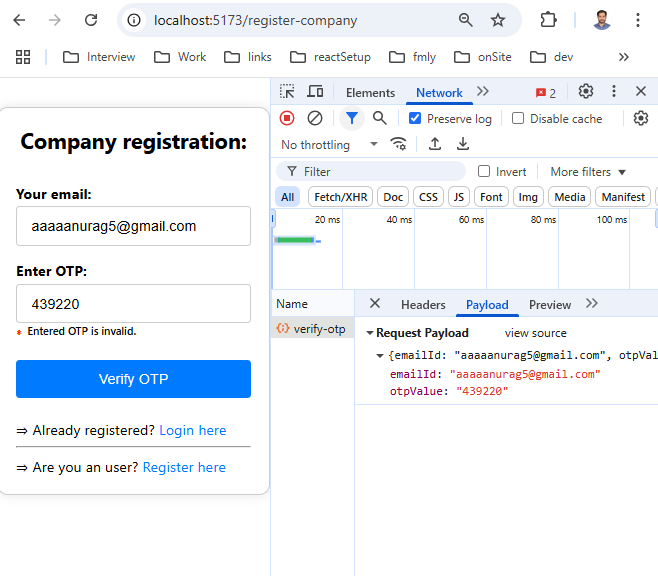 localhost:5173/register-company
Interview Work links reactSetup fmly onSite dev
Elements Network 2
Preserve log Disable cache
No throttling
Filter Invert More filters
All Fetch/XHR Doc CSS JS Font Img Media Manifest
20 ms 40 ms 60 ms 80 ms 100 ms
Name Headers Payload Preview
verify-otp
Request Payload view source
{emailId: "aaaaanurag5@gmail.com", otpVal
emailId: "aaaaanurag5@gmail.com"
otpValue: "439220"
Company registration:
Your email:
aaaaanurag5@gmail.com
Enter OTP:
439220
* Entered OTP is invalid.
Verify OTP
⇒ Already registered? Login here
⇒ Are you an user? Register here